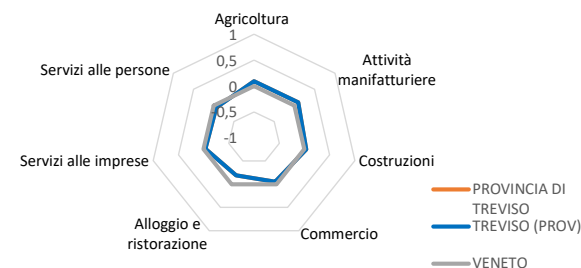 Agricoltura
1
0,5
0
-0,5
-1
Attività
manifatturiere
Costruzioni
Commercio
Alloggio e
ristorazione
Servizi alle imprese
Servizi alle persone
PROVINCIA DI
TREVISO
TREVISO (PROV)
VENETO